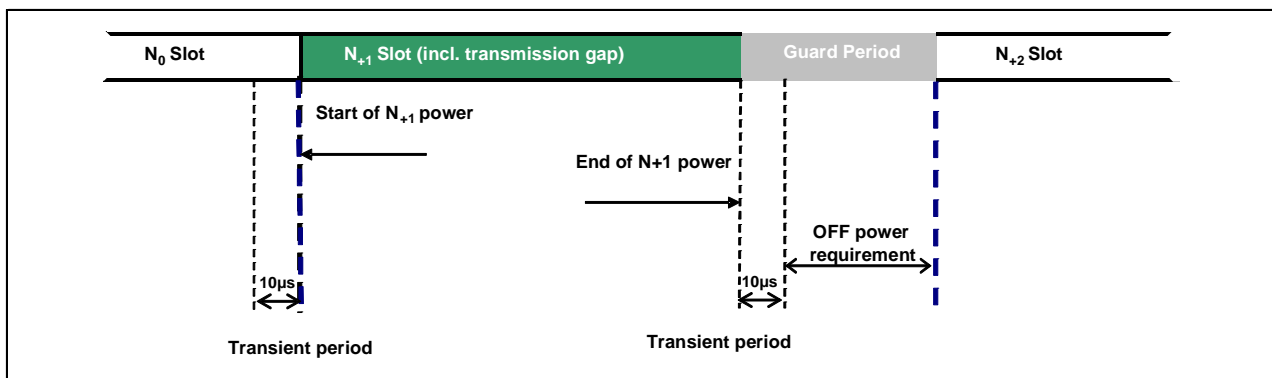 N0 Slot
N+1 Slot (incl. transmission gap)
Guard Period
N+2 Slot
Start of N+1 power
End of N+1 power
OFF power
requirement
10µs
10µs
Transient period
Transient period